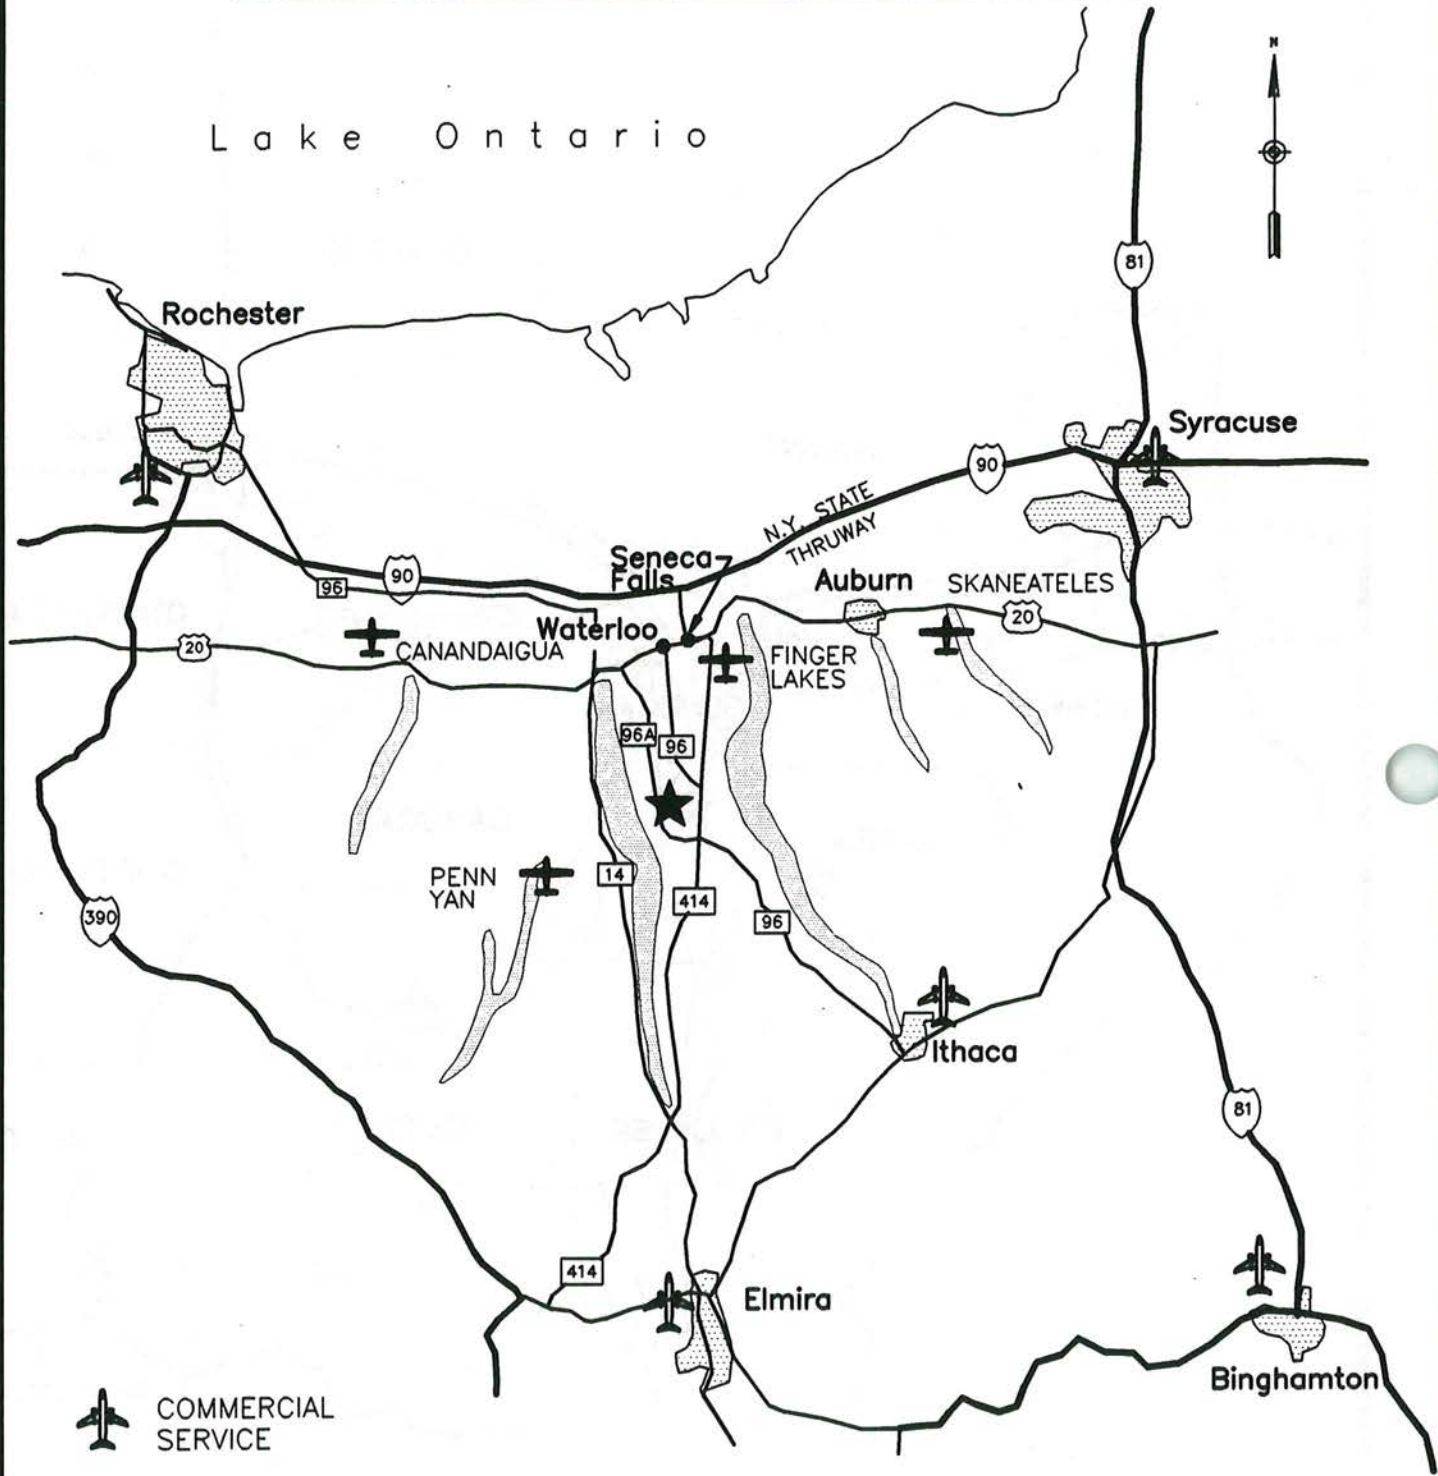 N
Lake Ontario
81
Rochester
Syracuse
90
N.Y. STATE
THRUWAY
Seneca
Falls
90
96
Auburn
SKANEATELES
20
Waterloo
20
CANANDAIGUA
FINGER
LAKES
96A
96
PENN
YAN
14
414
96
390
Ithaca
81
414
Elmira
Binghamton
COMMERCIAL
SERVICE